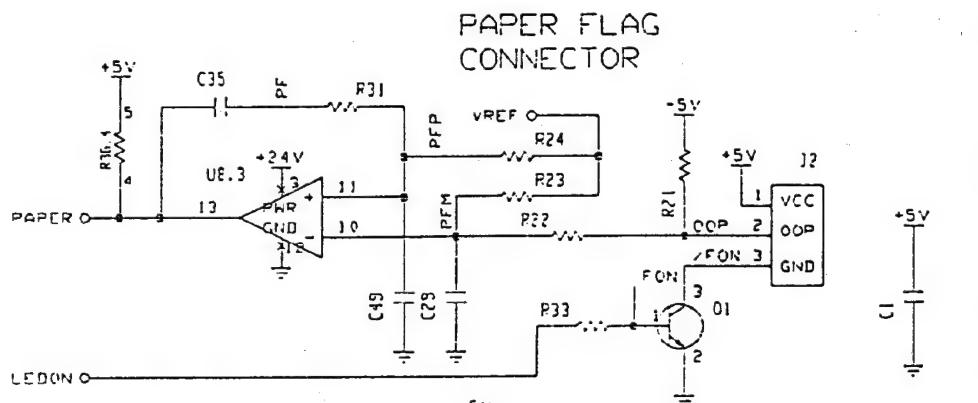 PAPER FLAG
CONNECTOR
+5V
C35
PF
R31
VREF
PFP
R24
-5V
+5V
J2
5
4
+24V
U8.3
3
11
R23
R21
1
VCC
PAPER
13
PWR
GND
+
-
10
PFM
R22
OOP
2
OOP
+5V
12
/FON
3
GND
FON
C49
C29
R33
1
3
Q1
2
C1
LEDON